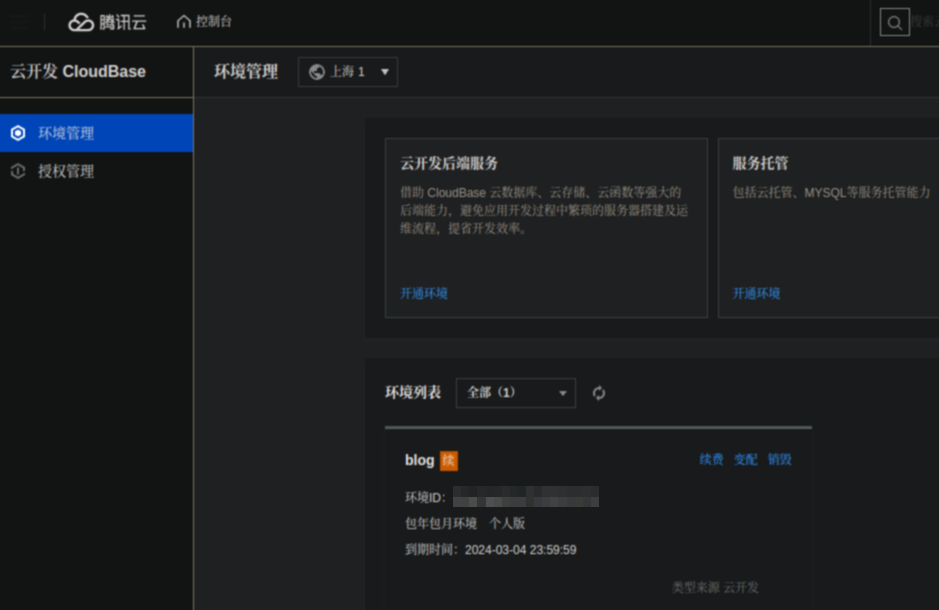 腾讯云
控制台
云开发 CloudBase
环境管理
上海 1
环境管理
授权管理
云开发后端服务
借助 CloudBase 云数据库、云存储、云函数等强大的
后端能力，避免应用开发过程中繁琐的服务器搭建及运
维流程，提省开发效率。
开通环境
服务托管
包括云托管、MYSQL等服务托管能力
开通环境
环境列表
全部（1）
blog 续
续费 变配 销毁
环境ID：
包年包月环境 个人版
到期时间：2024-03-04 23:59:59
类型来源 云开发